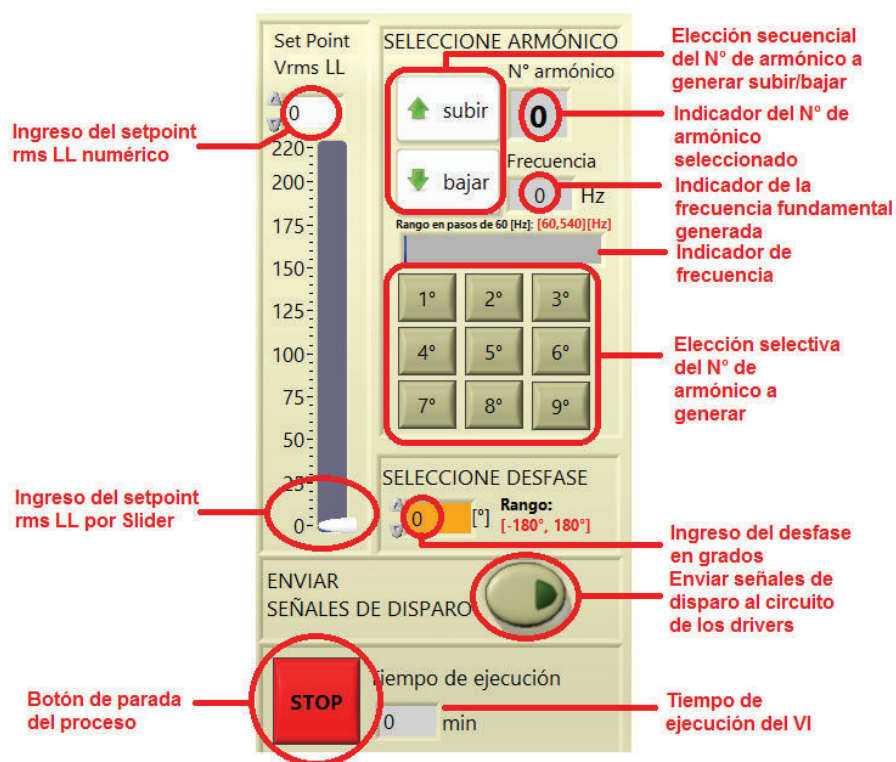 Set Point
Vrms LL
0
220
200
175
150
125
100
75
50
25
0
SELECCIONE ARMÓNICO
subir
bajar
N° armónico
0
Frecuencia
0 Hz
Rango en pasos de 60 [Hz]: [60,540][Hz]
1° 2° 3°
4° 5° 6°
7° 8° 9°
SELECCIONE DESFASE
0 [°] Rango:
[-180°, 180°]
ENVIAR
SEÑALES DE DISPARO
STOP
Tiempo de ejecución
0 min
Ingreso del setpoint
rms LL numérico
Ingreso del setpoint
rms LL por Slider
Botón de parada
del proceso
Elección secuencial
del N° de armónico a
generar subir/bajar
Indicador del N° de
armónico
seleccionado
Indicador de la
frecuencia fundamental
generada
Indicador de
frecuencia
Elección selectiva
del N° de
armónico a
generar
Ingreso del desfase
en grados
Enviar señales de
disparo al circuito
de los drivers
Tiempo de
ejecución del VI